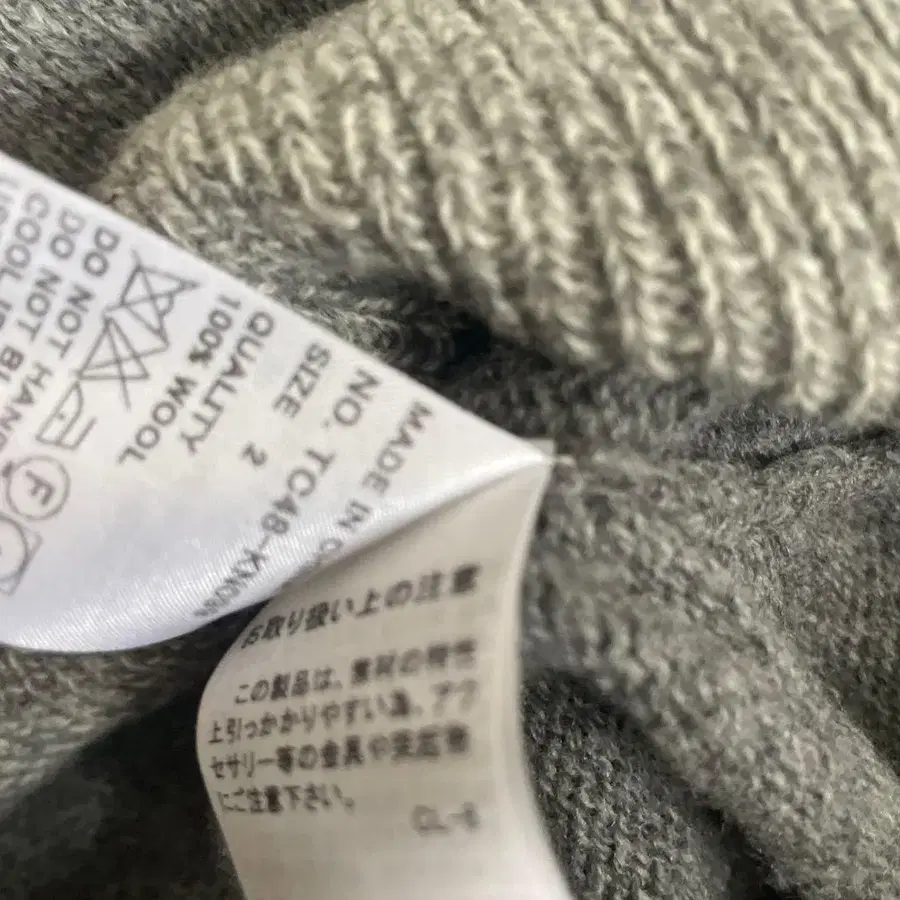 MADE IN
NO. TC48-KN
SIZE 2
QUALITY
100% WOOL
F
DO NOT
DO NOT HAN
COOL
お取り扱い上の注意
この製品は、素材の特性
上引っかかりやすい為、アク
セサリー等の金具や突起物
にご注意下さい。